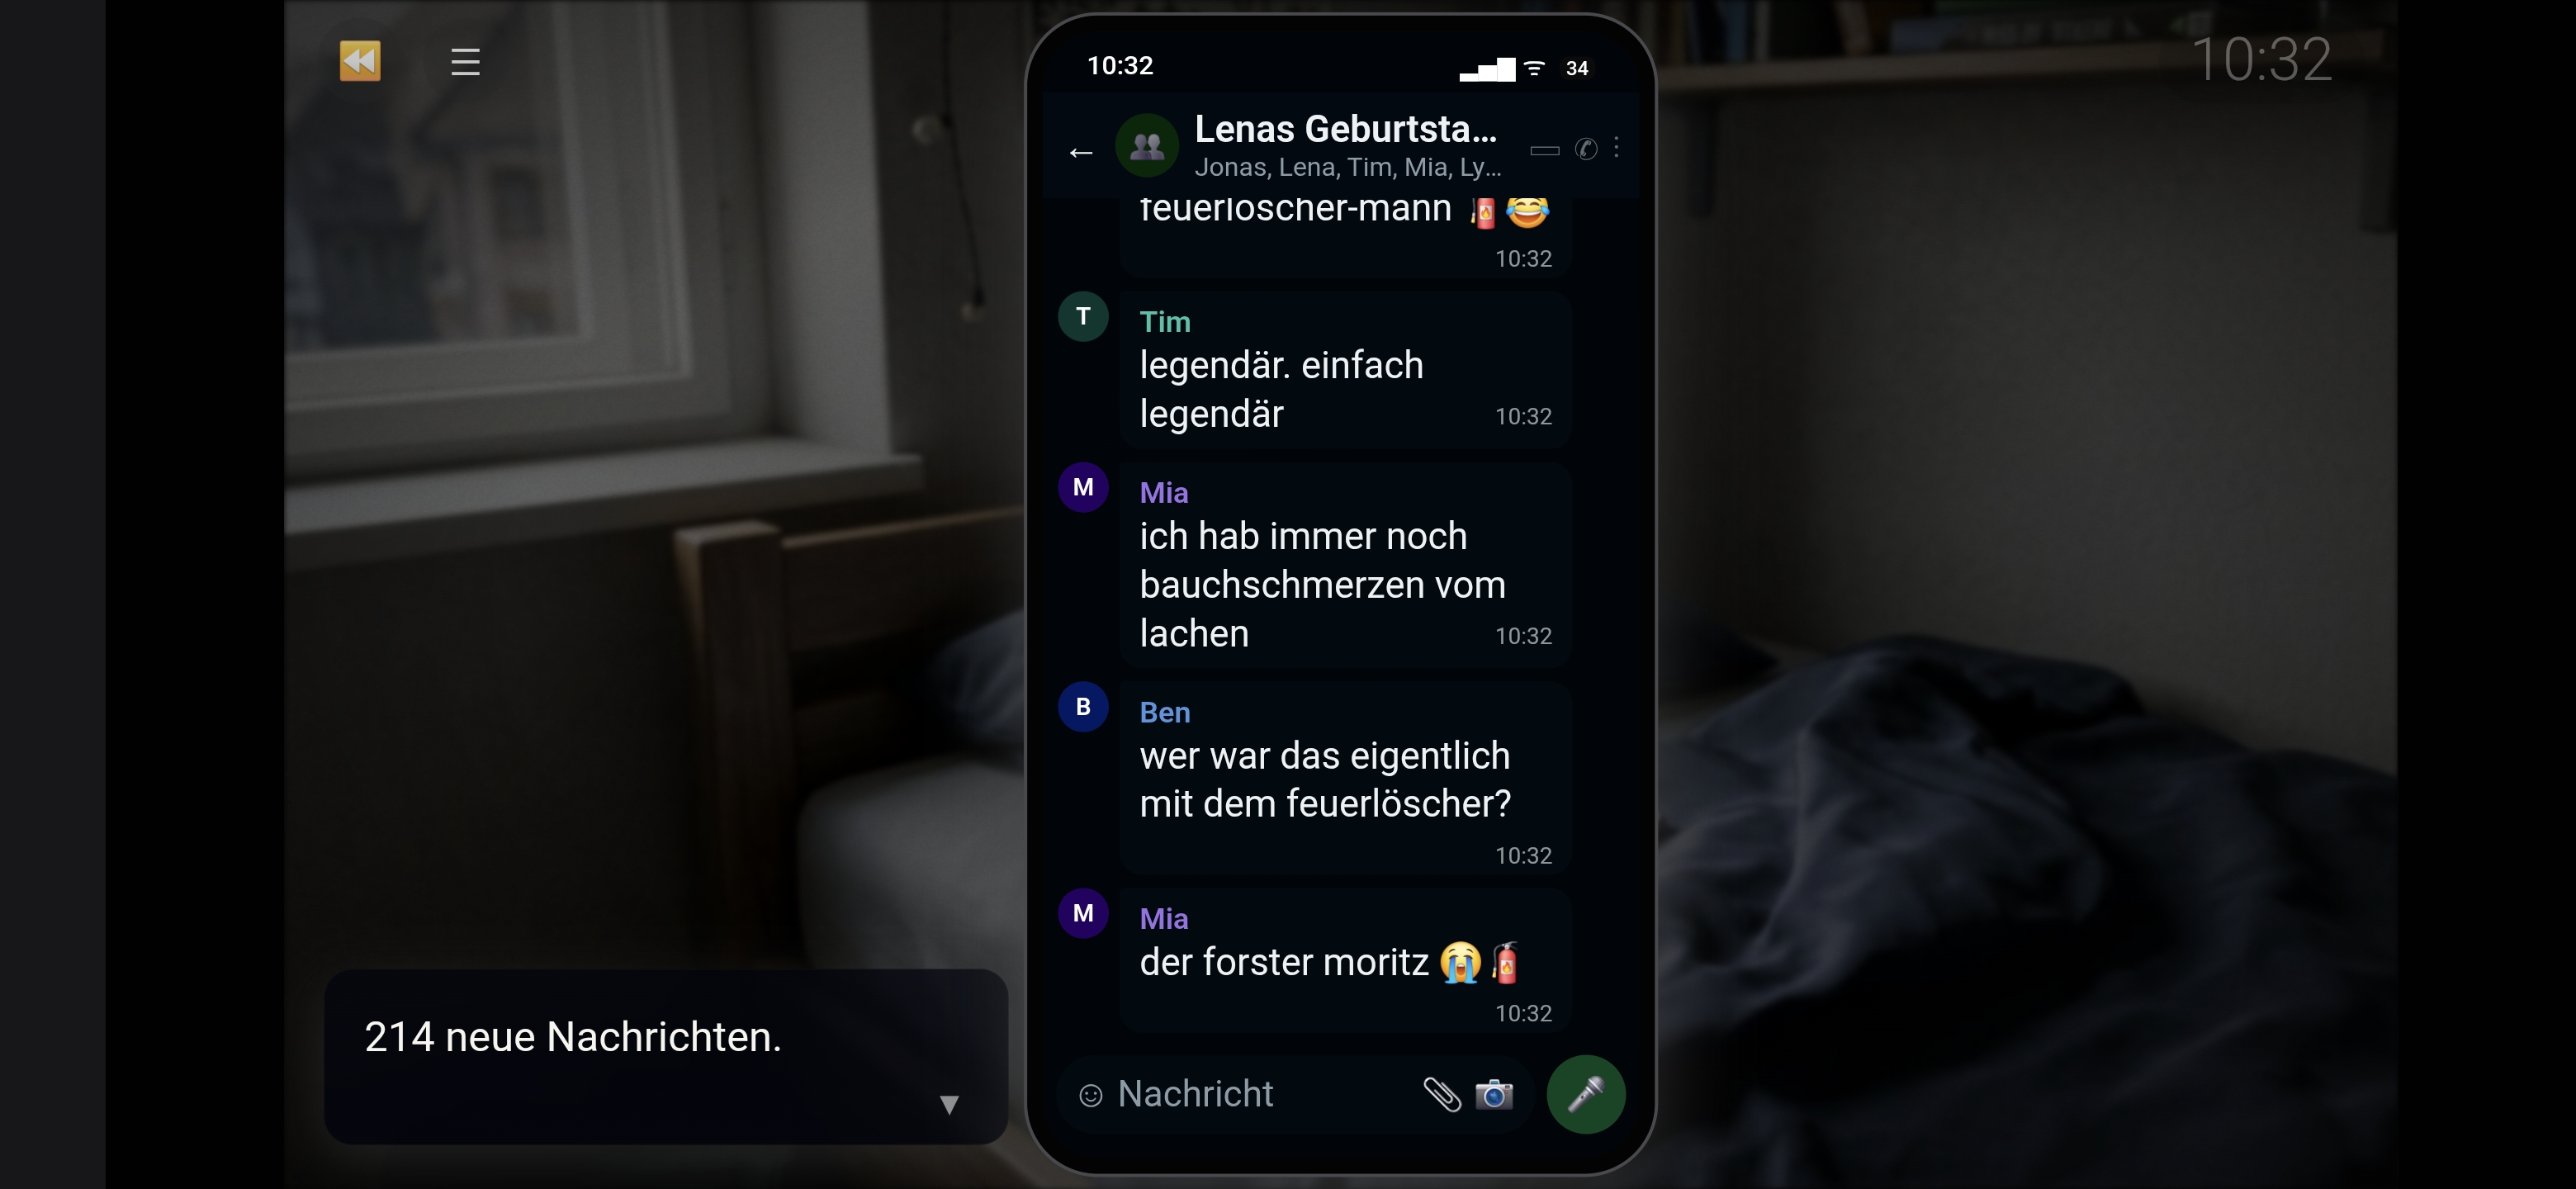 10:32
10:32
34
Lenas Geburtsta...
Jonas, Lena, Tim, Mia, Ly...
feuerlöscher-mann 🧯😂
10:32
T
Tim
legendär. einfach
legendär
10:32
M
Mia
ich hab immer noch
bauchschmerzen vom
lachen
10:32
B
Ben
wer war das eigentlich
mit dem feuerlöscher?
10:32
M
Mia
der forster moritz 😭🧯
10:32
Nachricht
214 neue Nachrichten.